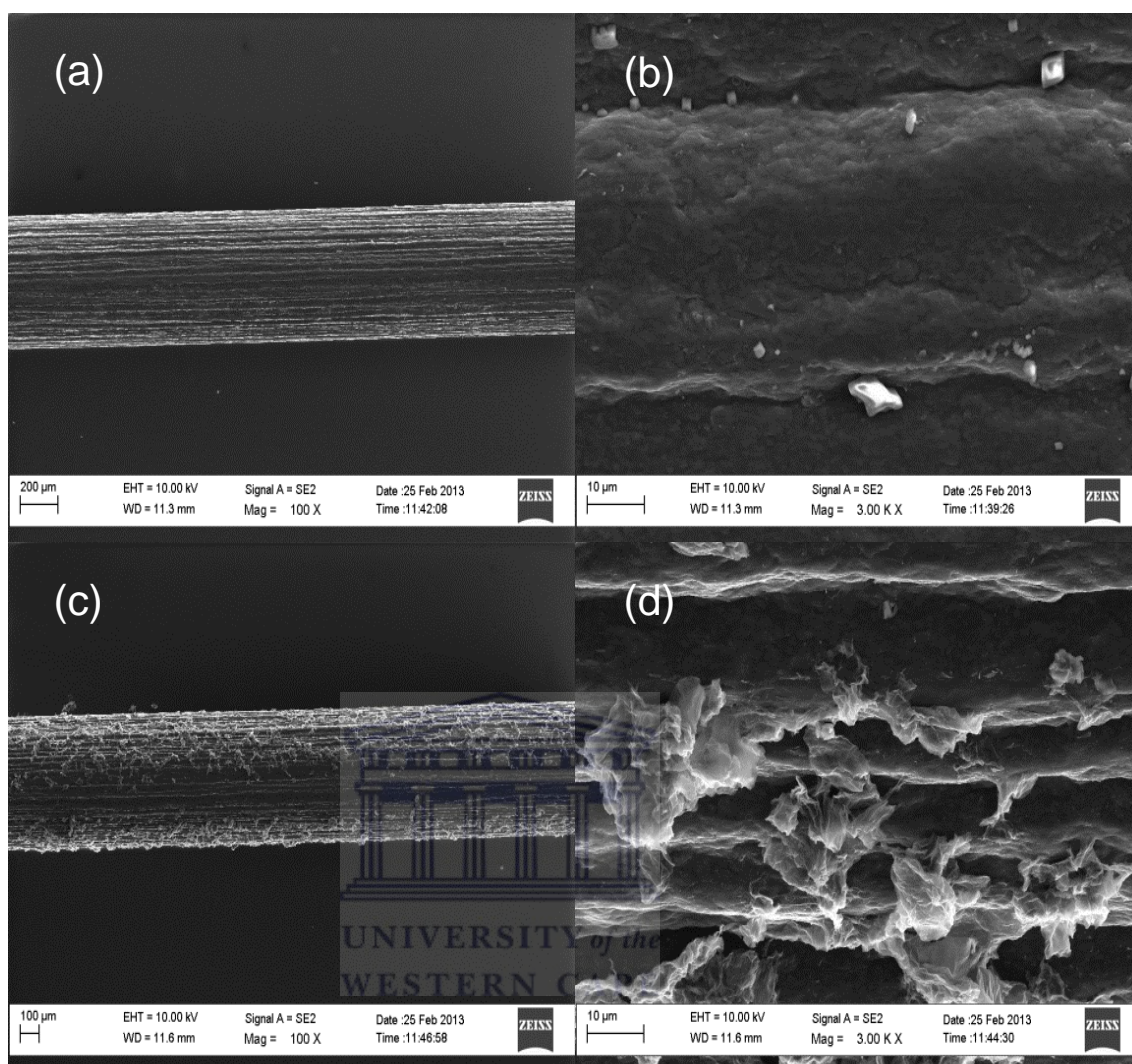 (a)
(b)
200 µm
EHT = 10.00 kV
Signal A = SE2
Date :25 Feb 2013
WD = 11.3 mm
Mag = 100 X
Time :11:42:08
ZEISS
10 µm
EHT = 10.00 kV
Signal A = SE2
Date :25 Feb 2013
WD = 11.3 mm
Mag = 3.00 K X
Time :11:39:26
ZEISS
(c)
(d)
UNIVERSITY of the
WESTERN CAPE
100 µm
EHT = 10.00 kV
Signal A = SE2
Date :25 Feb 2013
WD = 11.6 mm
Mag = 100 X
Time :11:46:58
ZEISS
10 µm
EHT = 10.00 kV
Signal A = SE2
Date :25 Feb 2013
WD = 11.6 mm
Mag = 3.00 K X
Time :11:44:30
ZEISS